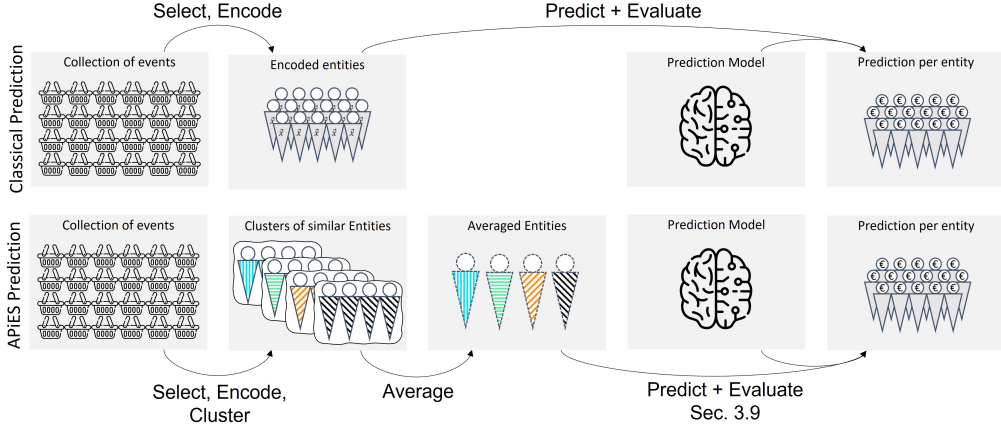 Select, Encode
Predict + Evaluate
Classical Prediction
Collection of events
Encoded entities
Prediction Model
Prediction per entity
€ € € € €
€ € € € € €
€ € € € €
APiES Prediction
Collection of events
Clusters of similar Entities
Averaged Entities
Prediction Model
Prediction per entity
€ € € € €
€ € € € € €
€ € € € €
Select, Encode,
Cluster
Average
Predict + Evaluate
Sec. 3.9